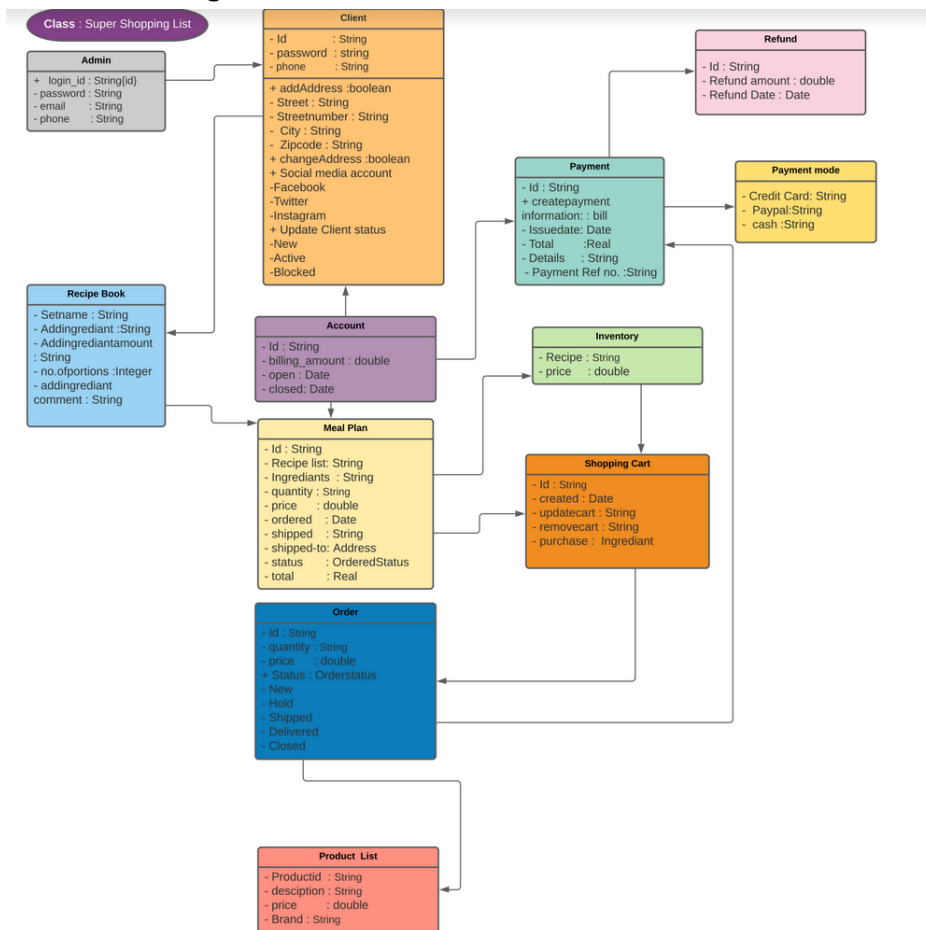 Class : Super Shopping List
Client
- Id : String
- password : string
- phone : String
+ addAddress :boolean
- Street : String
- Streetnumber : String
- City : String
- Zipcode : String
+ changeAddress :boolean
+ Social media account
-Facebook
-Twitter
-Instagram
+ Update Client status
-New
-Active
-Blocked
Admin
+ login_id : String{id}
- password : String
- email : String
- phone : String
Refund
- Id : String
- Refund amount : double
- Refund Date : Date
Payment
- Id : String
+ createpayment
information: : bill
- Issuedate: Date
- Total :Real
- Details : String
- Payment Ref no. :String
Payment mode
- Credit Card: String
- Paypal:String
- cash :String
Recipe Book
- Setname : String
- Addingrediant :String
- Addingrediantamount
: String
- no.ofportions :Integer
- addingrediant
comment : String
Account
- Id : String
- billing_amount : double
- open : Date
- closed: Date
Inventory
- Recipe : String
- price : double
Meal Plan
- Id : String
- Recipe list: String
- Ingrediants : String
- quantity : String
- price : double
- ordered : Date
- shipped : String
- shipped-to: Address
- status : OrderedStatus
- total : Real
Shopping Cart
- Id : String
- created : Date
- updatecart : String
- removecart : String
- purchase : Ingrediant
Order
- Id : String
- quantity : String
- price : double
+ Status : Orderstatus
- New
- Hold
- Shipped
- Delivered
- Closed
Product List
- Productid : String
- desciption : String
- price : double
- Brand : String